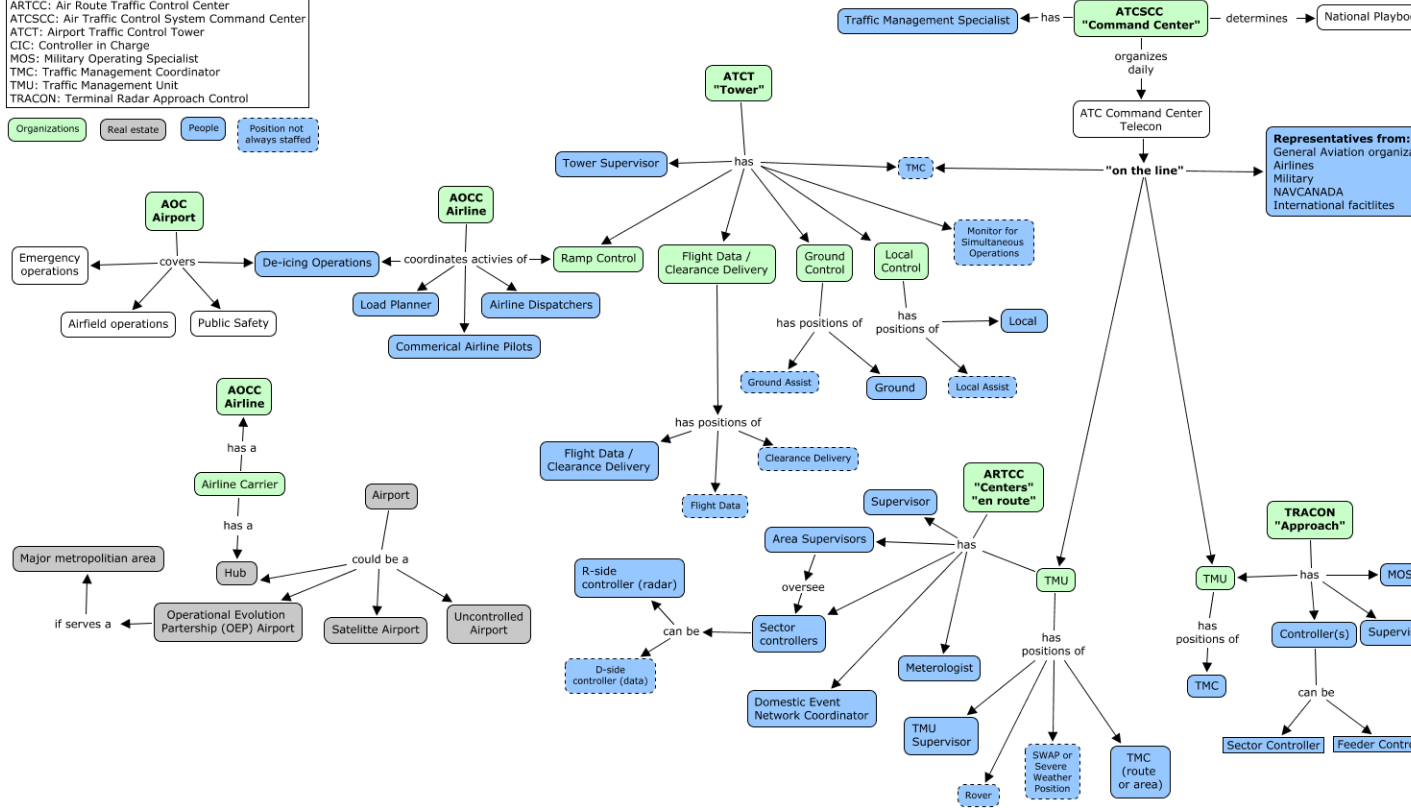 ARTCC: Air Route Traffic Control Center
ATCSCC: Air Traffic Control System Command Center
ATCT: Airport Traffic Control Tower
CIC: Controller in Charge
MOS: Military Operating Specialist
TMC: Traffic Management Coordinator
TMU: Traffic Management Unit
TRACON: Terminal Radar Approach Control
Organizations
Real estate
People
Position not
always staffed
Traffic Management Specialist
has
ATCSCC
"Command Center"
determines
National Playboo
organizes
daily
ATC Command Center
Telecon
"on the line"
Representatives from:
General Aviation organiza
Airlines
Military
NAVCANADA
International facitlites
ATCT
"Tower"
Tower Supervisor
has
TMC
Monitor for
Simultaneous
Operations
Ramp Control
Flight Data /
Clearance Delivery
Ground
Control
Local
Control
has positions of
has
positions of
Local
Ground Assist
Ground
Local Assist
has positions of
Flight Data /
Clearance Delivery
Clearance Delivery
Flight Data
AOC
Airport
covers
Emergency
operations
De-icing Operations
Airfield operations
Public Safety
AOCC
Airline
coordinates activies of
Load Planner
Airline Dispatchers
Commerical Airline Pilots
AOCC
Airline
has a
Airline Carrier
has a
Hub
Airport
could be a
Major metropolitian area
if serves a
Operational Evolution
Partership (OEP) Airport
Satelitte Airport
Uncontrolled
Airport
ARTCC
"Centers"
"en route"
Supervisor
Area Supervisors
has
oversee
R-side
controller (radar)
can be
Sector
controllers
D-side
controller (data)
Domestic Event
Network Coordinator
Meterologist
TMU
has
positions of
TMU
Supervisor
Rover
SWAP or
Severe
Weather
Position
TMC
(route
or area)
TRACON
"Approach"
TMU
has
MOS
has
positions of
TMC
Controller(s)
Supervi
can be
Sector Controller
Feeder Contro